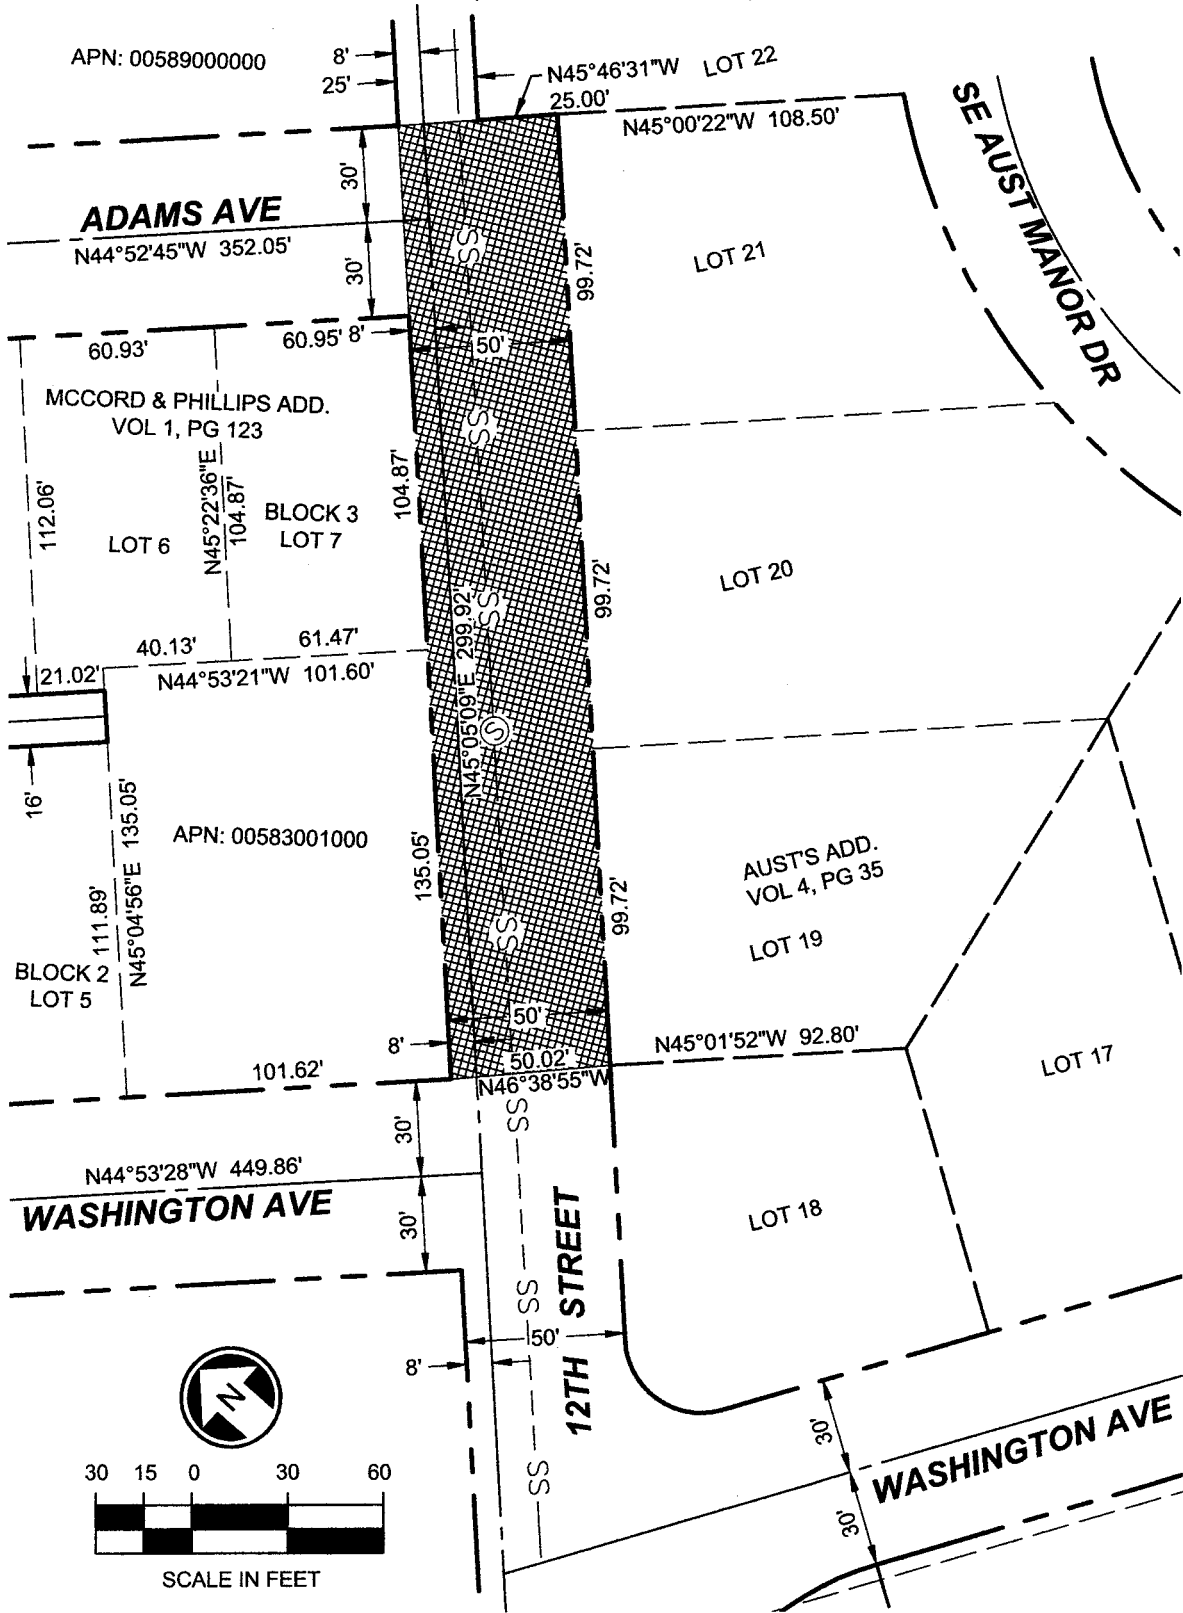 APN: 00589000000
8'
25'
N45°46'31"W
25.00'
LOT 22
N45°00'22"W 108.50'
SE AUST MANOR DR
30'
ADAMS AVE
N44°52'45"W 352.05'
30'
SS
99.72'
LOT 21
60.93'
60.95'
8'
50'
MCCORD & PHILLIPS ADD.
VOL 1, PG 123
SS
112.06'
N45°22'36"E
104.87'
104.87'
BLOCK 3
LOT 7
LOT 6
LOT 20
99.72'
SS
N45°05'09"E 299.92'
40.13'
61.47'
21.02'
N44°53'21"W 101.60'
S
16'
N45°04'56"E 135.05'
APN: 00583001000
135.05'
111.89'
AUST'S ADD.
VOL 4, PG 35
99.72'
SS
LOT 19
BLOCK 2
LOT 5
50'
8'
50.02'
N46°38'55"W
N45°01'52"W 92.80'
LOT 17
101.62'
SS
30'
N44°53'28"W 449.86'
WASHINGTON AVE
30'
12TH STREET
LOT 18
SS
50'
8'
N
30'
WASHINGTON AVE
30'
SS
30 15 0 30 60
SCALE IN FEET